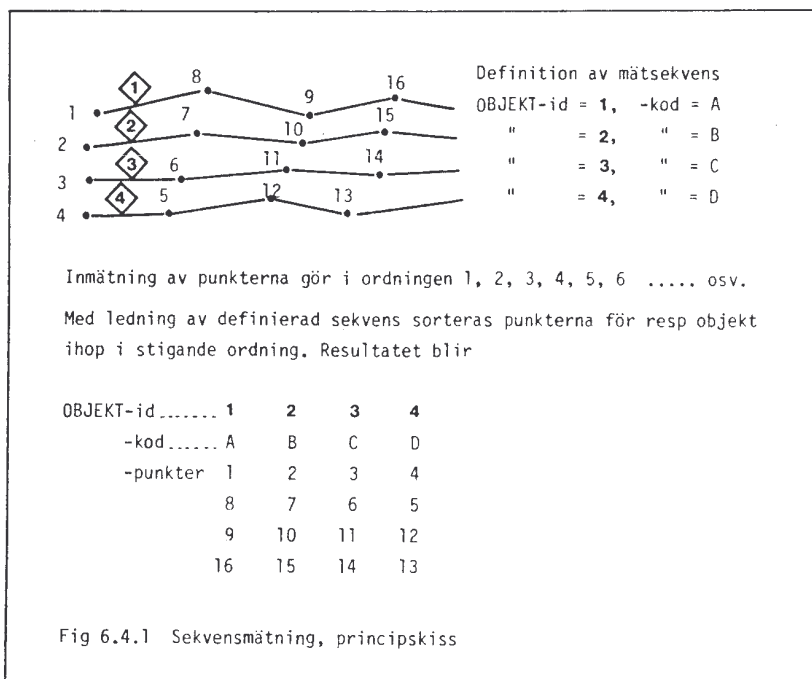 8
16
1
1
9
7
15
2
2
10
3
3
6
11
14
4
4
5
12
13
Definition av mätsekvens
OBJEKT-id = 1, -kod = A
" = 2, " = B
" = 3, " = C
" = 4, " = D
Inmätning av punkterna gör i ordningen 1, 2, 3, 4, 5, 6 ..... osv.
Med ledning av definierad sekvens sorteras punkterna för resp objekt
ihop i stigande ordning. Resultatet blir
OBJEKT-id....... 1 2 3 4
-kod...... A B C D
-punkter 1 2 3 4
8 7 6 5
9 10 11 12
16 15 14 13
Fig 6.4.1 Sekvensmätning, principskiss